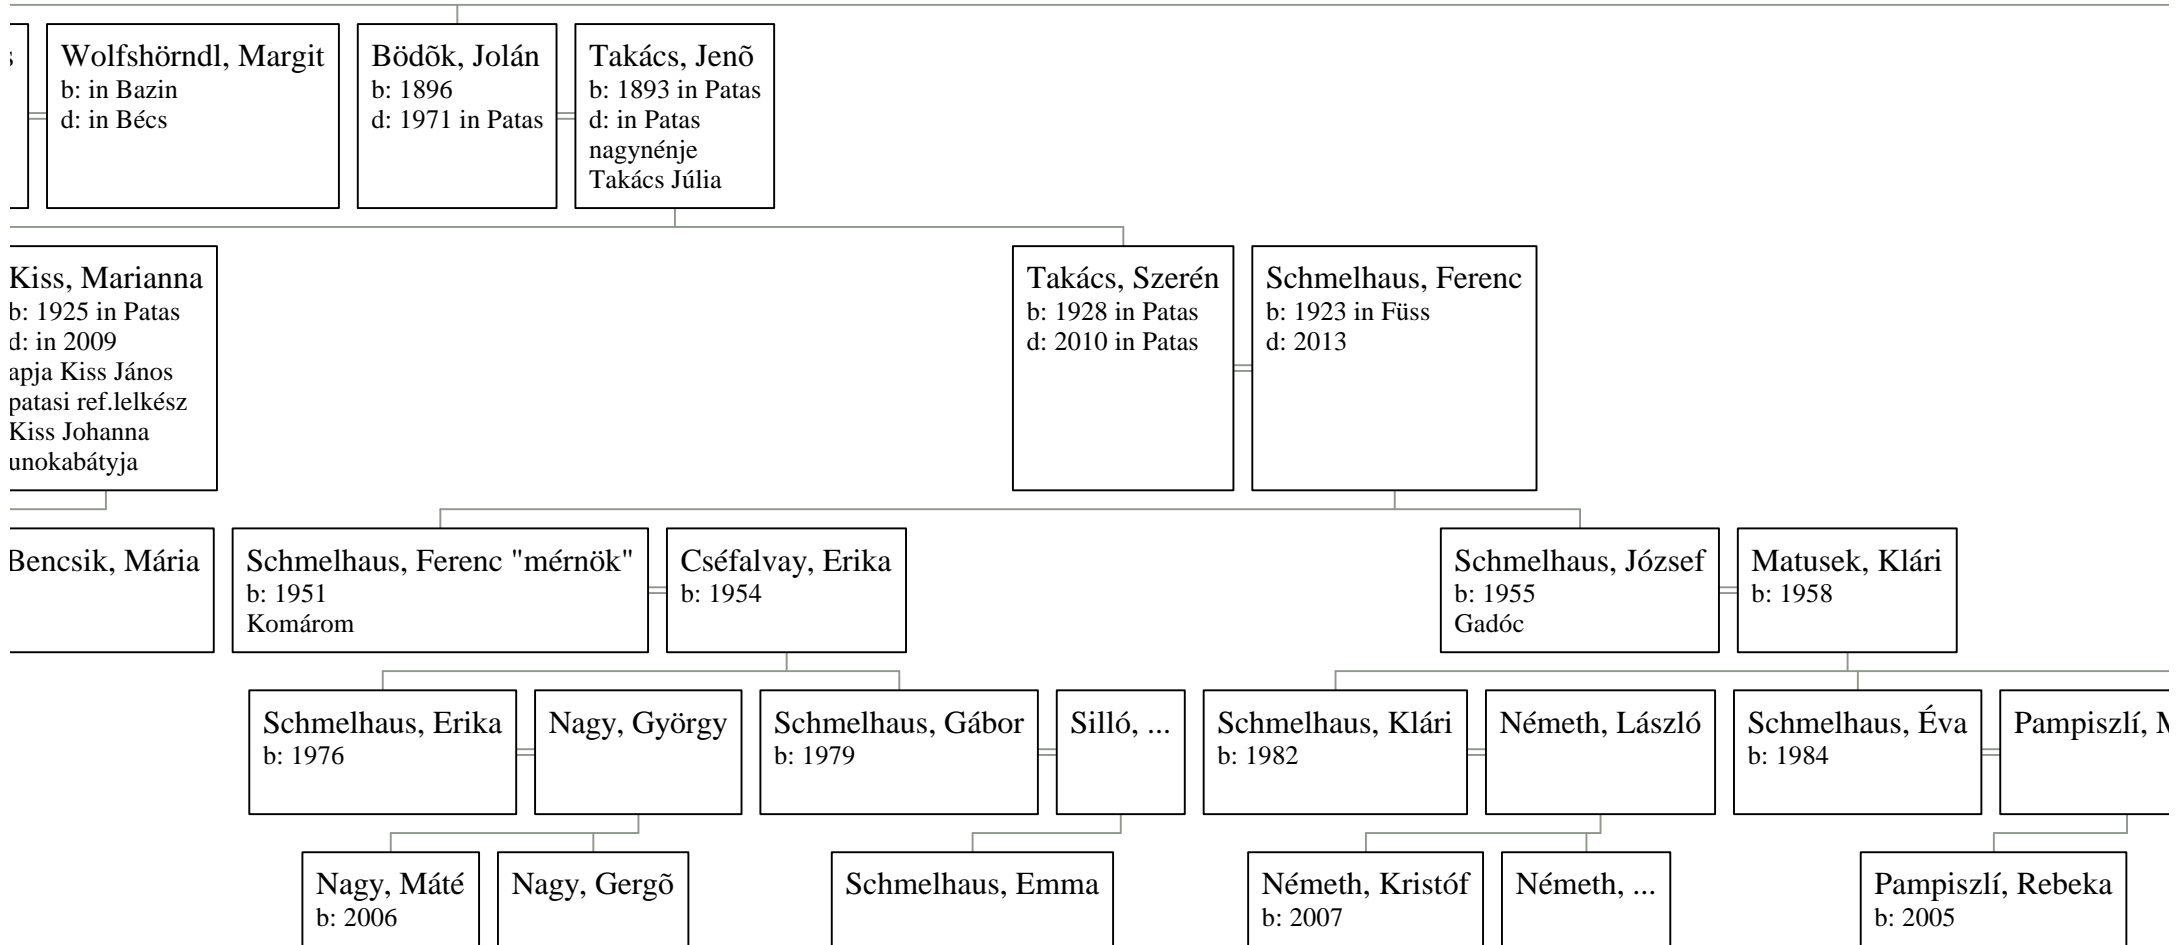 Wolfshörndl, Margit
b: in Bazin
d: in Bécs
Bödõk, Jolán
b: 1896
d: 1971 in Patas
Takács, Jenõ
b: 1893 in Patas
d: in Patas
nagynénje
Takács Júlia
Kiss, Marianna
b: 1925 in Patas
d: in 2009
apja Kiss János
patasi ref.lelkész
Kiss Johanna
unokabátyja
Takács, Szerén
b: 1928 in Patas
d: 2010 in Patas
Schmelhaus, Ferenc
b: 1923 in Füss
d: 2013
Bencsik, Mária
Schmelhaus, Ferenc "mérnök"
b: 1951
Komárom
Cséfalvay, Erika
b: 1954
Schmelhaus, József
b: 1955
Gadóc
Matusek, Klári
b: 1958
Schmelhaus, Erika
b: 1976
Nagy, György
Schmelhaus, Gábor
b: 1979
Silló, ...
Schmelhaus, Klári
b: 1982
Németh, László
Schmelhaus, Éva
b: 1984
Pampiszlí,
Nagy, Máté
b: 2006
Nagy, Gergõ
Schmelhaus, Emma
Németh, Kristóf
b: 2007
Németh, ...
Pampiszlí, Rebeka
b: 2005